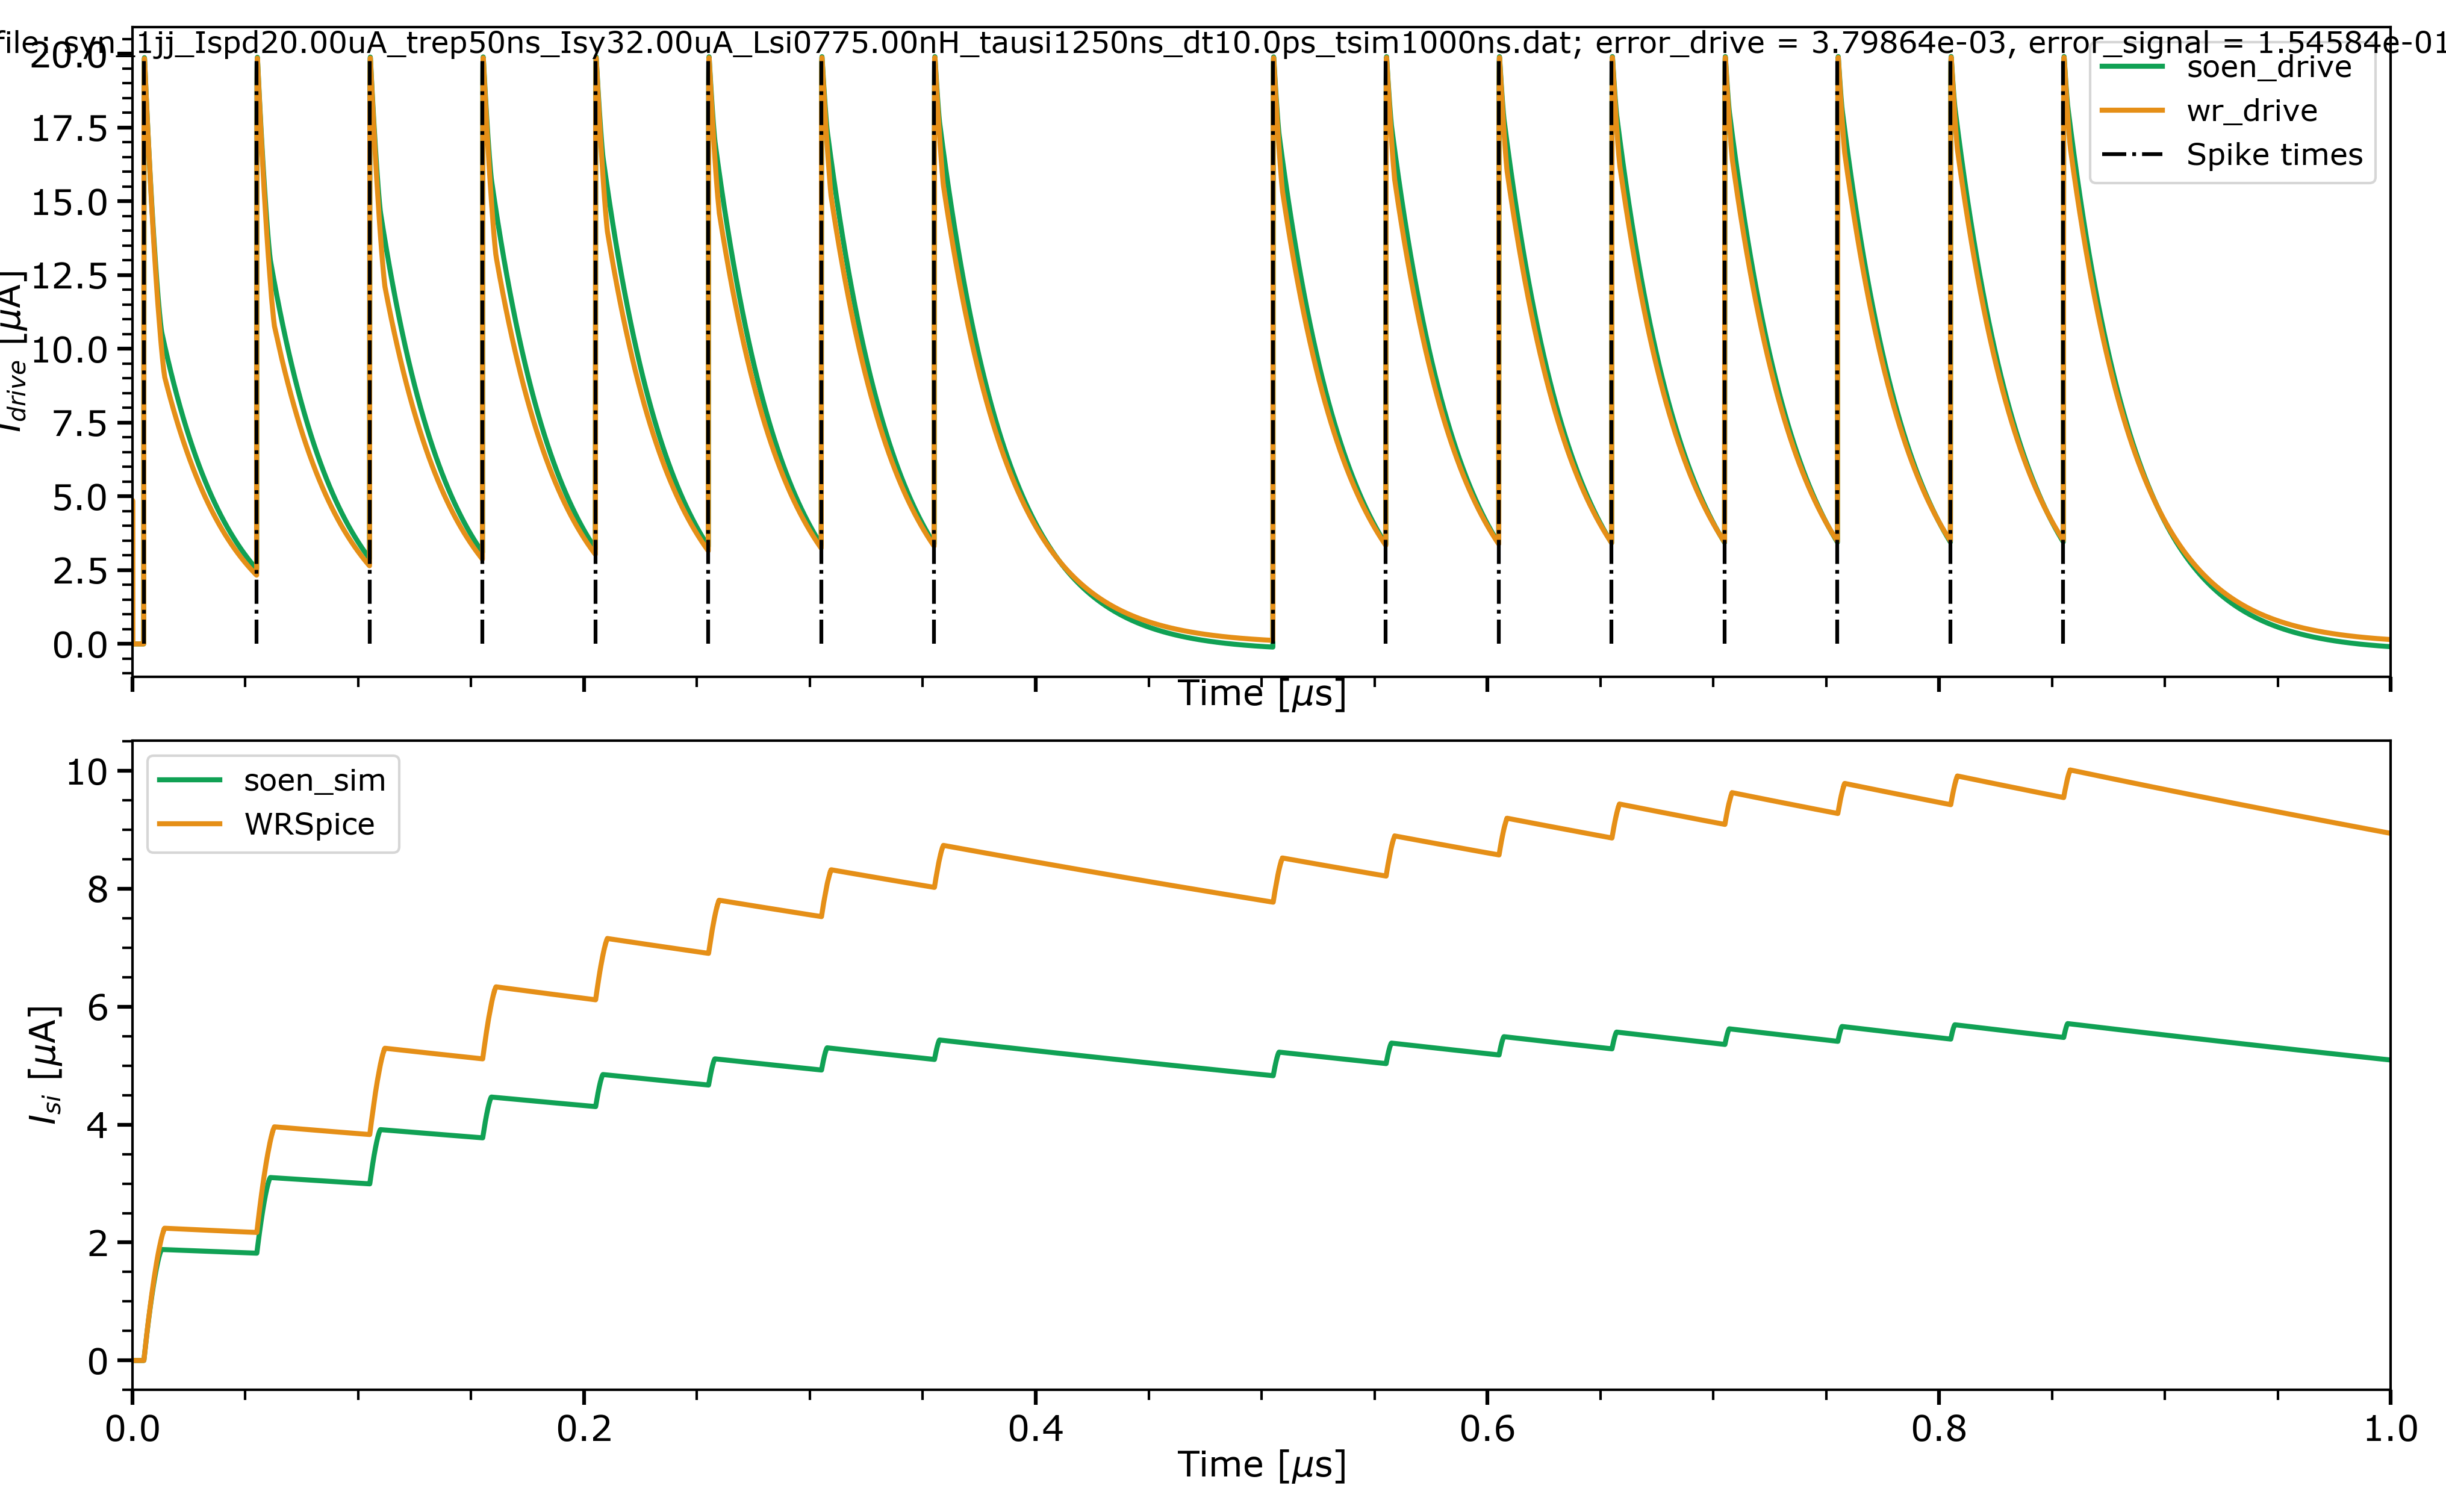 file: syn_1jj_Ispd20.00uA_trep50ns_Isy32.00uA_Lsi0775.00nH_tausi1250ns_dt10.0ps_tsim1000ns.dat; error_drive = 3.79864e-03, error_signal = 1.54584e-01
20.0
17.5
15.0
12.5
10.0
7.5
5.0
2.5
0.0
I_drive [μA]
soen_drive
wr_drive
Spike times
Time [μs]
10
8
6
4
2
0
I_si [μA]
soen_sim
WRSpice
0.0 0.2 0.4 0.6 0.8 1.0
Time [μs]